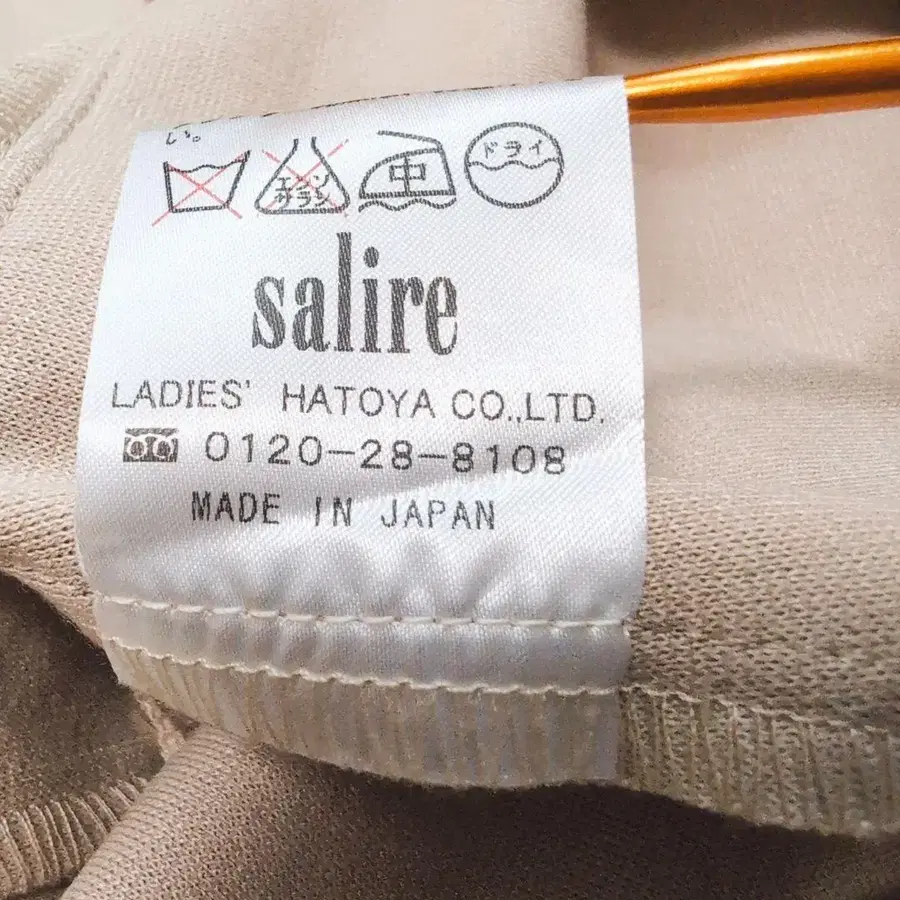 い。
エンソ サラシ 中 ドライ
salire
LADIES' HATOYA CO.,LTD.
0120-28-8108
MADE IN JAPAN